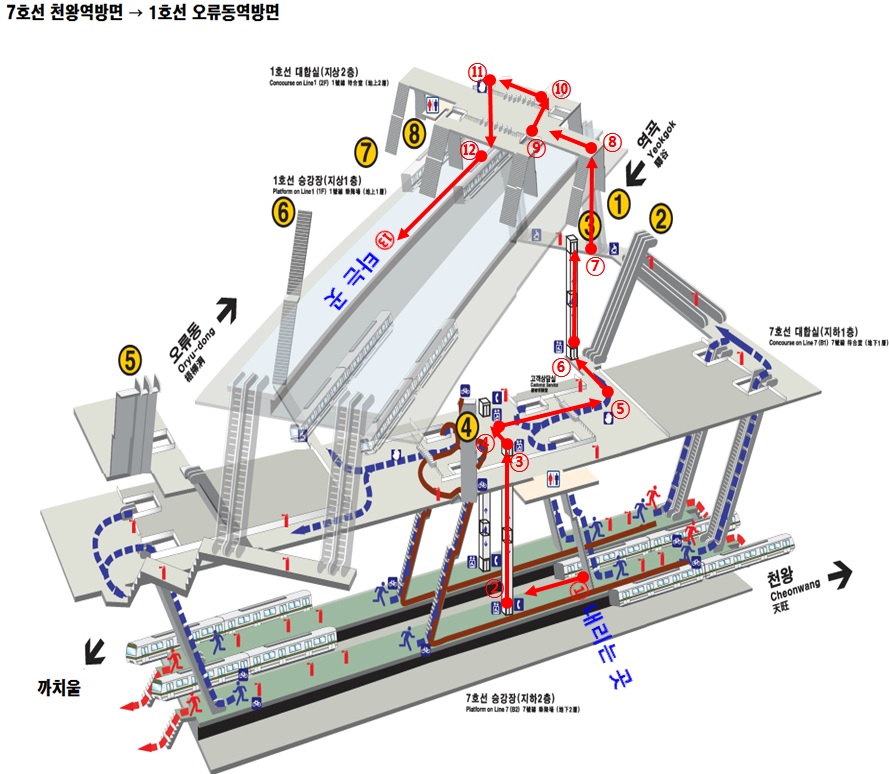 7호선 천왕역방면 → 1호선 오류동역방면
1호선 대합실(지상2층)
Concourse on Line1 (2F) 1號線 待合室 (地上2層)
⑪
⑩
⑨
⑧
⑫
⑬
8
7
역곡
Yeokgok
驛谷
1호선 승강장(지상1층)
Platform on Line1 (1F) 1號線 乘降場 (地上1層)
6
1
2
3
⑦
타는 곳
오류동
Oryu-dong
梧柳洞
5
7호선 대합실(지하1층)
Concourse on Line 7 (B1) 7號線 待合室 (地下1層)
⑥
고객상담실
⑤
4
④
③
②
①
내리는 곳
천왕
Cheonwang
天旺
까치울
7호선 승강장(지하2층)
Platform on Line 7 (B2) 7號線 乘降場 (地下2層)